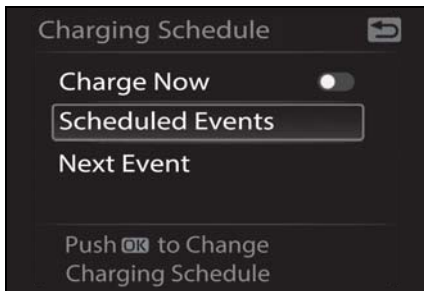 Charging Schedule
Charge Now
Scheduled Events
Next Event
Push OK to Change
Charging Schedule